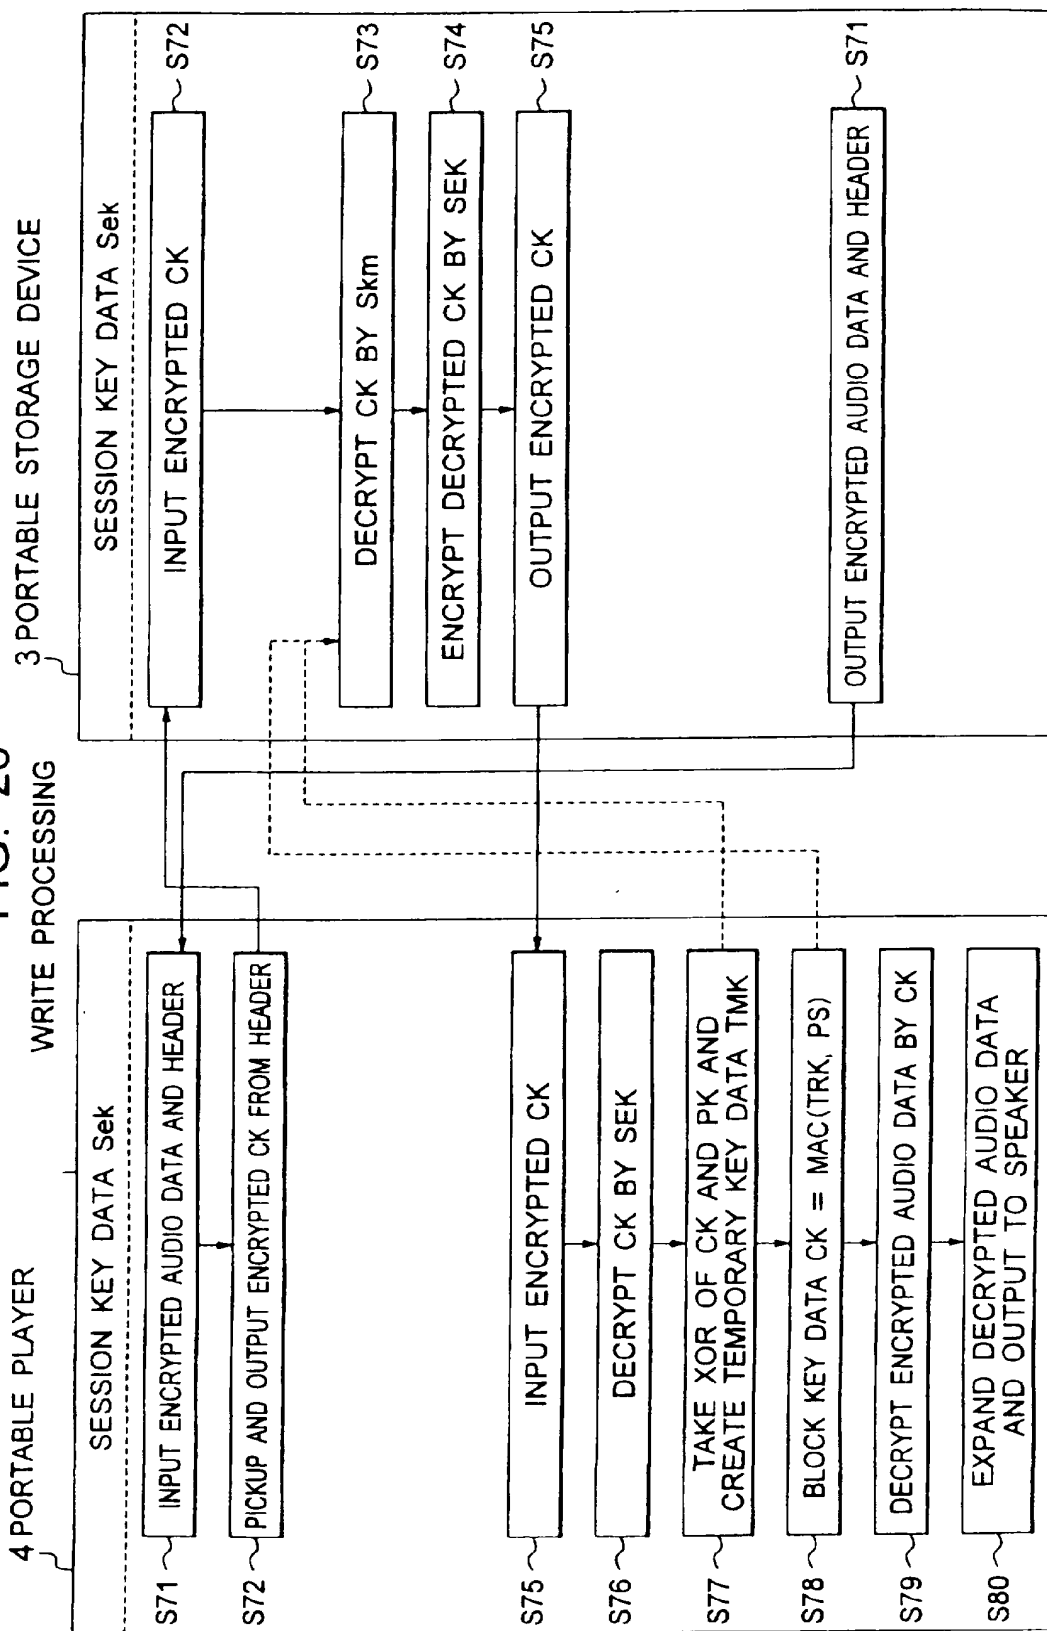 WRITE PROCESSING
4 PORTABLE PLAYER
SESSION KEY DATA Sek
S71
INPUT ENCRYPTED AUDIO DATA AND HEADER
S72
PICKUP AND OUTPUT ENCRYPTED CK FROM HEADER
S75
INPUT ENCRYPTED CK
S76
DECRYPT CK BY SEK
S77
TAKE XOR OF CK AND PK AND
CREATE TEMPORARY KEY DATA TMK
S78
BLOCK KEY DATA CK = MAC(TRK, PS)
S79
DECRYPT ENCRYPTED AUDIO DATA BY CK
S80
EXPAND DECRYPTED AUDIO DATA
AND OUTPUT TO SPEAKER
3 PORTABLE STORAGE DEVICE
SESSION KEY DATA Sek
INPUT ENCRYPTED CK
S72
DECRYPT CK BY Skm
S73
ENCRYPT DECRYPTED CK BY SEK
S74
OUTPUT ENCRYPTED CK
S75
OUTPUT ENCRYPTED AUDIO DATA AND HEADER
S71